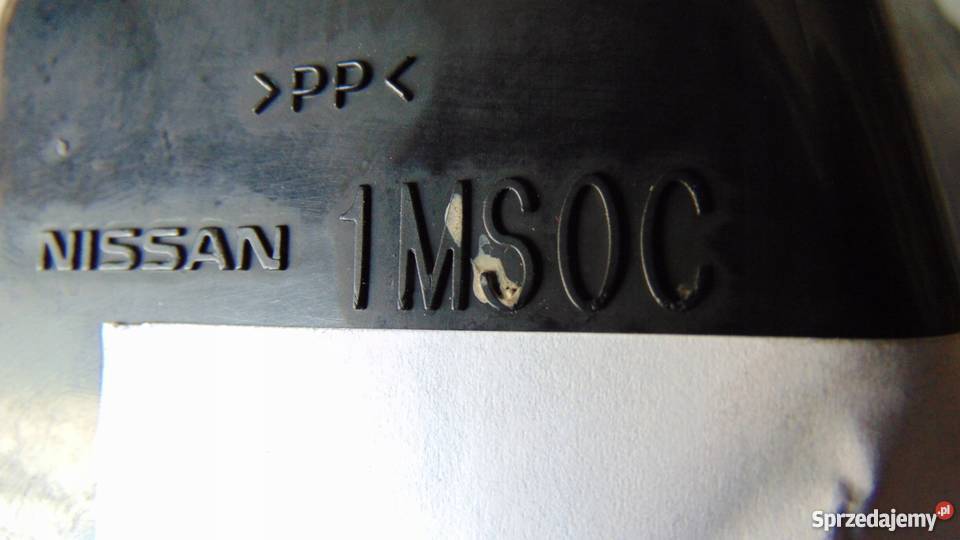 >PP<
NISSAN 1MS0C
Sprzedajemy.pl